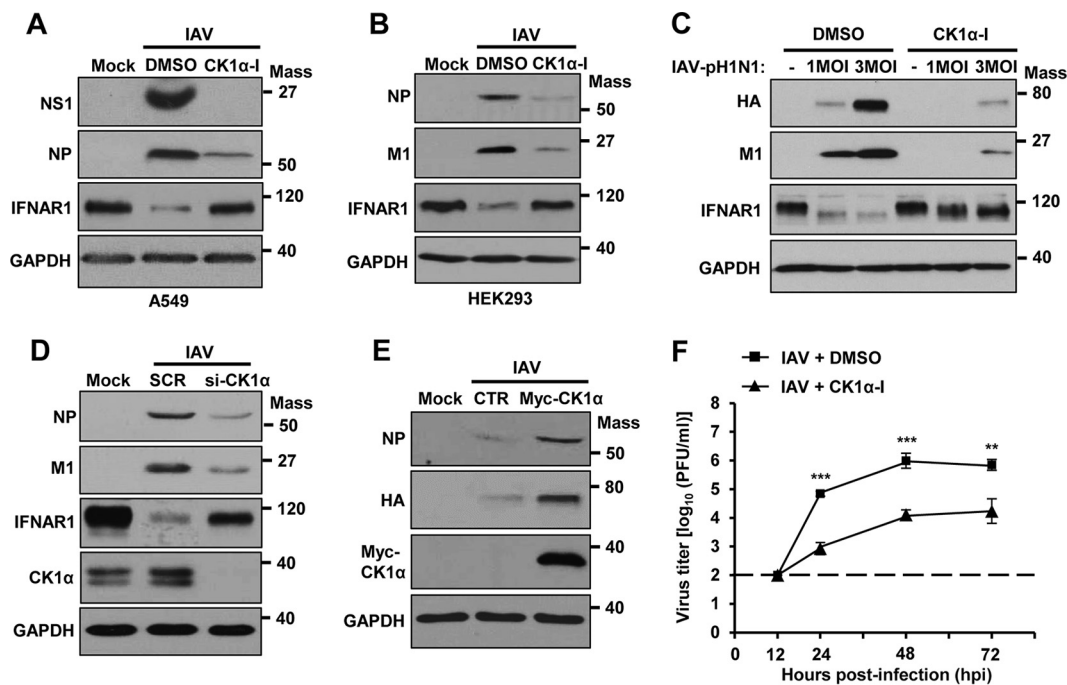 A
IAV
Mock DMSO CK1α-I
Mass
NS1
27
NP
50
IFNAR1
120
GAPDH
40
A549
B
IAV
Mock DMSO CK1α-I
Mass
NP
50
M1
27
IFNAR1
120
GAPDH
40
HEK293
C
DMSO CK1α-I
IAV-pH1N1: - 1MOI 3MOI - 1MOI 3MOI Mass
HA
80
M1
27
IFNAR1
120
GAPDH
40
D
IAV
Mock SCR si-CK1α
Mass
NP
50
M1
27
IFNAR1
120
CK1α
40
GAPDH
40
E
IAV
Mock CTR Myc-CK1α
Mass
NP
50
HA
80
Myc-
CK1α
40
GAPDH
40
F
IAV + DMSO
IAV + CK1α-I
Virus titer [log10 (PFU/ml)]
8
7
6
5
4
3
2
1
0
*** *** **
0 12 24 48 72
Hours post-infection (hpi)